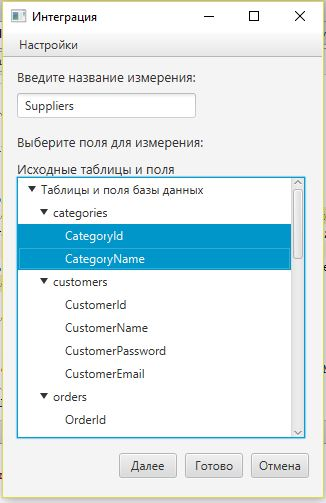 Интеграция
Настройки
Введите название измерения:
Suppliers
Выберите поля для измерения:
Исходные таблицы и поля
Таблицы и поля базы данных
categories
CategoryId
CategoryName
customers
CustomerId
CustomerName
CustomerPassword
CustomerEmail
orders
OrderId
Далее Готово Отмена